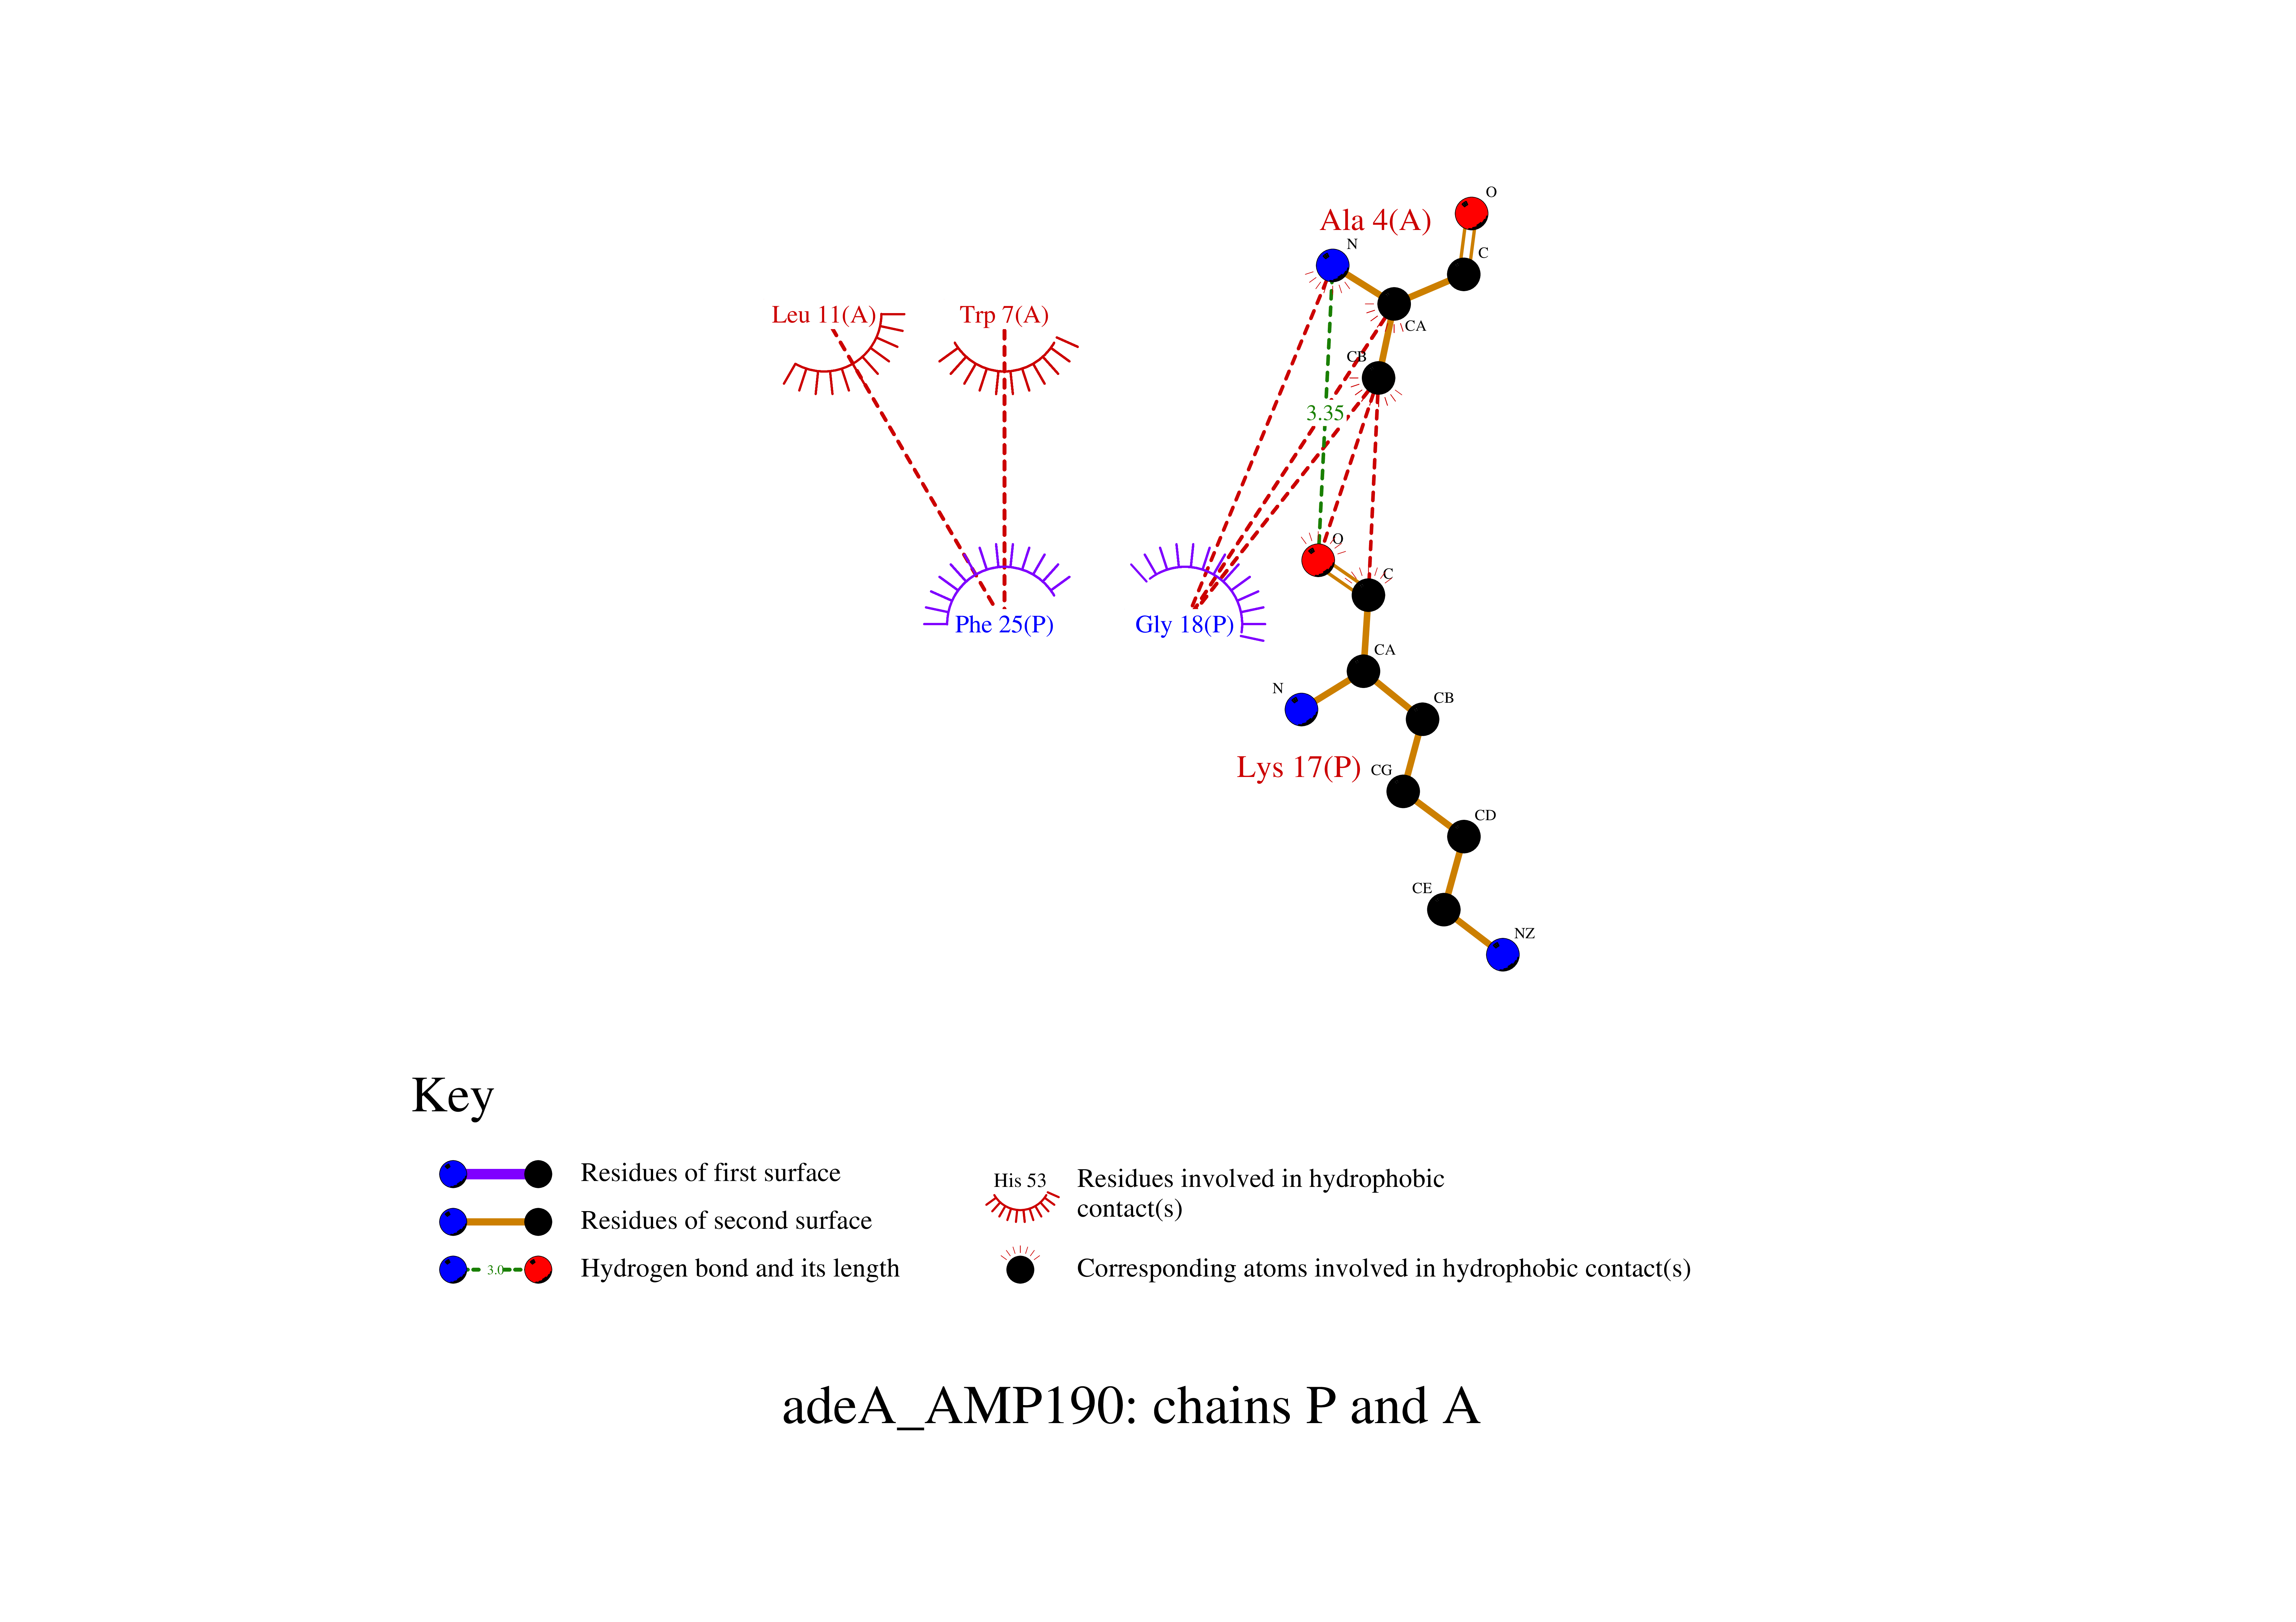 O
Ala 4(A)
N
C
Leu 11(A)
Trp 7(A)
CA
CB
3.35
O
C
Phe 25(P)
Gly 18(P)
CA
N
CB
Lys 17(P)
CG
CD
CE
NZ
Key
Residues of first surface
Residues of second surface
3.0
Hydrogen bond and its length
His 53
Residues involved in hydrophobic
contact(s)
Corresponding atoms involved in hydrophobic contact(s)
adeA_AMP190: chains P and A